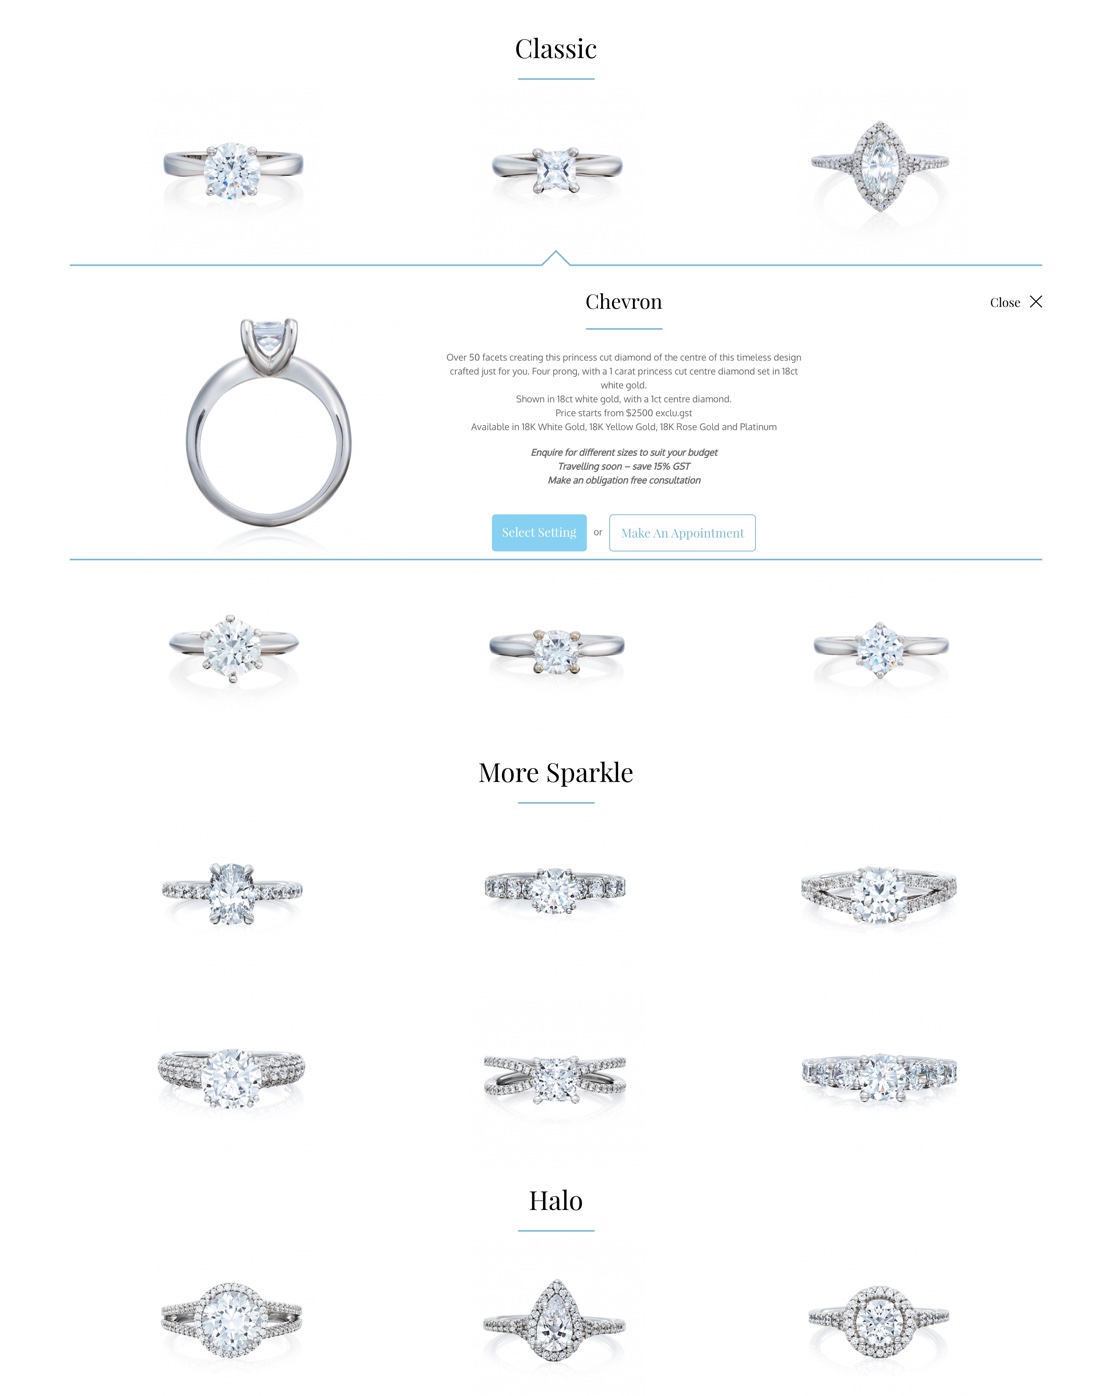 Classic
Chevron
Close
Over 50 facets creating this princess cut diamond of the centre of this timeless design
crafted just for you. Four prong, with a 1 carat princess cut centre diamond set in 18ct
white gold.
Shown in 18ct white gold, with a 1ct centre diamond.
Price starts from $2500 exclu.gst
Available in 18K White Gold, 18K Yellow Gold, 18K Rose Gold and Platinum
Enquire for different sizes to suit your budget
Travelling soon – save 15% GST
Make an obligation free consultation
Select Setting or Make An Appointment
More Sparkle
Halo